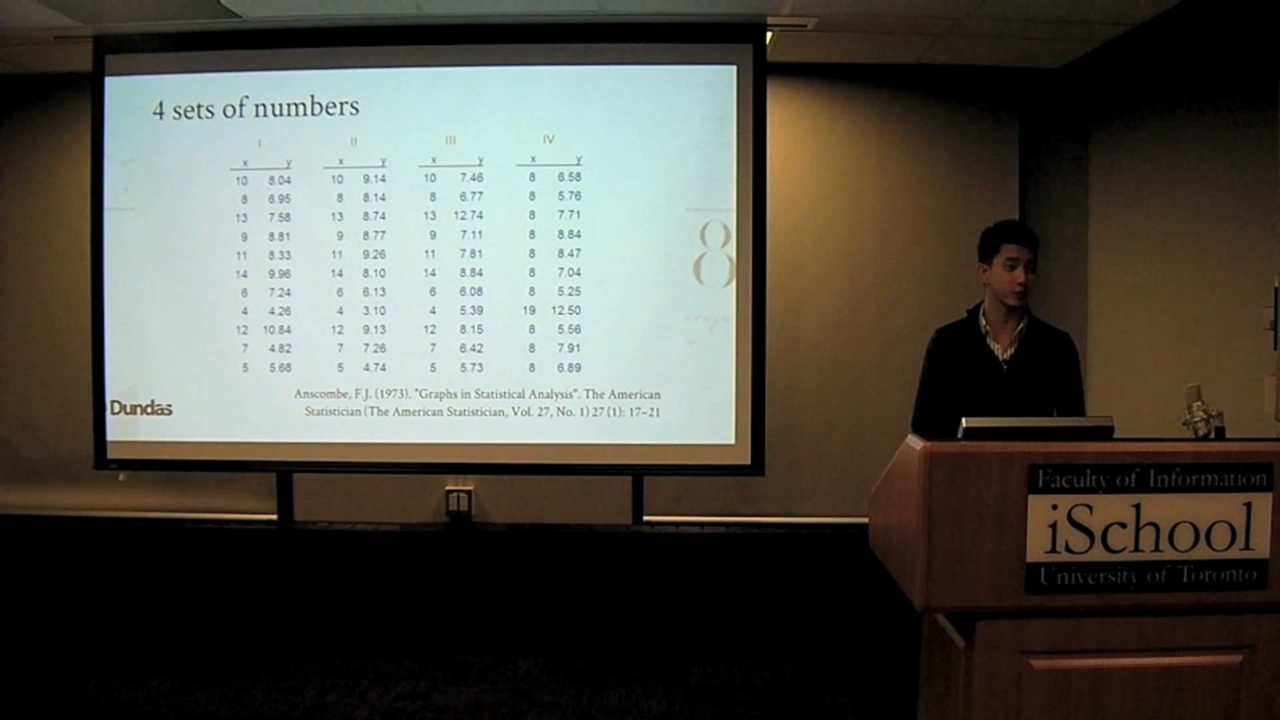 4 sets of numbers
I II III IV
x y x y x y x y
10 8.04 10 9.14 10 7.46 8 6.58
8 6.95 8 8.14 8 6.77 8 5.76
13 7.58 13 8.74 13 12.74 8 7.71
9 8.81 9 8.77 9 7.11 8 8.84
11 8.33 11 9.26 11 7.81 8 8.47
14 9.96 14 8.10 14 8.84 8 7.04
6 7.24 6 6.13 6 6.08 8 5.25
4 4.26 4 3.10 4 5.39 19 12.50
12 10.84 12 9.13 12 8.15 8 5.56
7 4.82 7 7.26 7 6.42 8 7.91
5 5.68 5 4.74 5 5.73 8 6.89
8
Anscombe, F.J. (1973). "Graphs in Statistical Analysis". The American
Statistician (The American Statistician, Vol. 27, No. 1) 27 (1): 17–21
Dundas
Faculty of Information
iSchool
University of Toronto